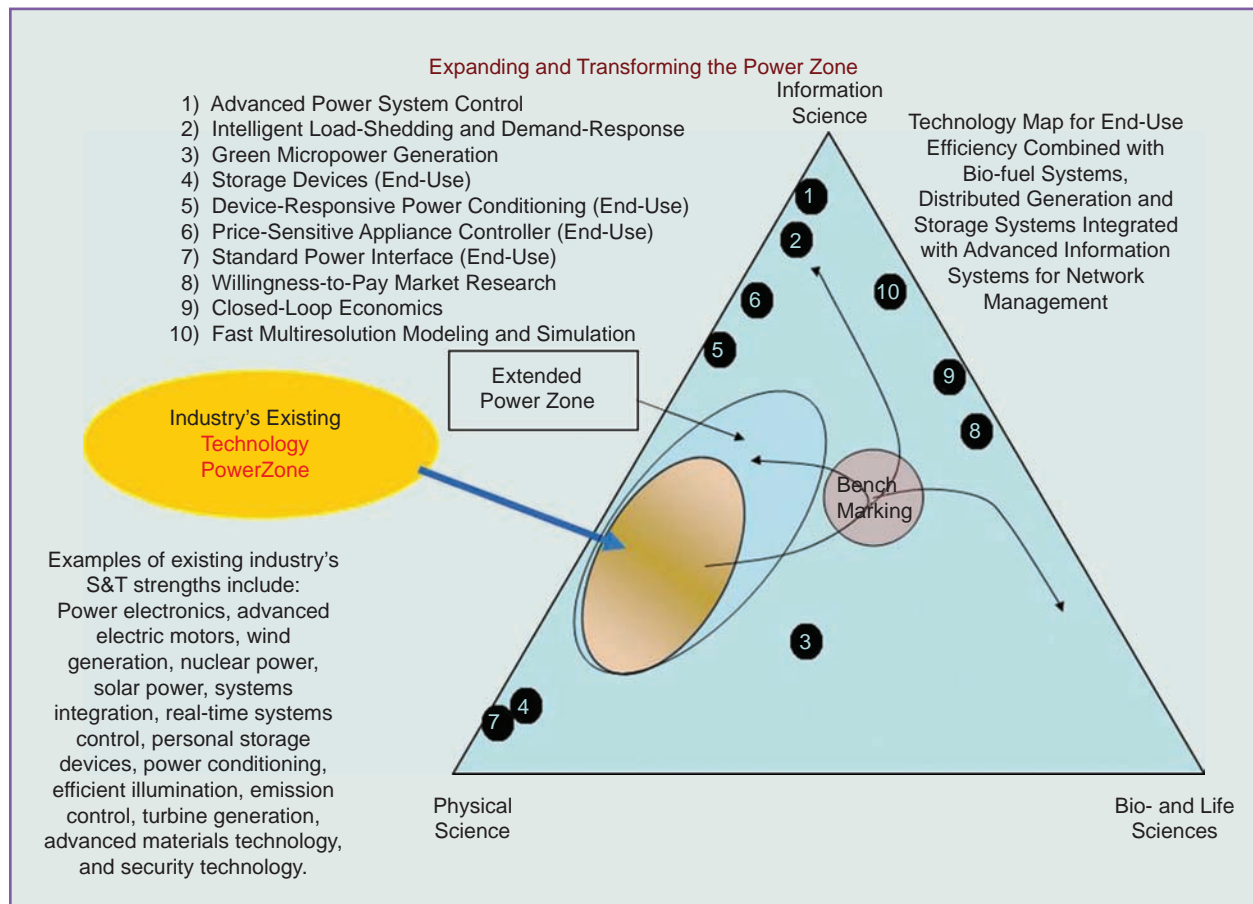 Expanding and Transforming the Power Zone
1) Advanced Power System Control
2) Intelligent Load-Shedding and Demand-Response
3) Green Micropower Generation
4) Storage Devices (End-Use)
5) Device-Responsive Power Conditioning (End-Use)
6) Price-Sensitive Appliance Controller (End-Use)
7) Standard Power Interface (End-Use)
8) Willingness-to-Pay Market Research
9) Closed-Loop Economics
10) Fast Multiresolution Modeling and Simulation
Information
Science
Technology Map for End-Use
Efficiency Combined with
Bio-fuel Systems,
Distributed Generation and
Storage Systems Integrated
with Advanced Information
Systems for Network
Management
1
2
6
10
5
9
8
Extended
Power Zone
Industry's Existing
Technology
PowerZone
Bench
Marking
3
4
7
Examples of existing industry's
S&T strengths include:
Power electronics, advanced
electric motors, wind
generation, nuclear power,
solar power, systems
integration, real-time systems
control, personal storage
devices, power conditioning,
efficient illumination, emission
control, turbine generation,
advanced materials technology,
and security technology.
Physical
Science
Bio- and Life
Sciences